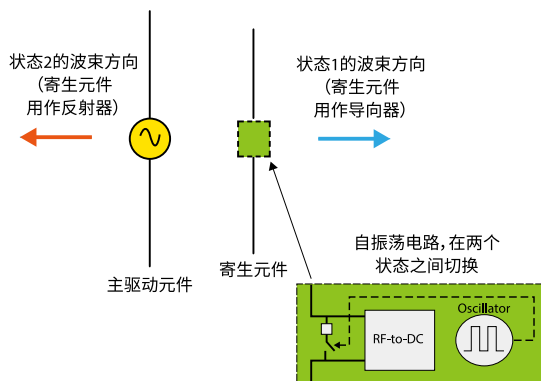 状态2的波束方向
（寄生元件
用作反射器）
状态1的波束方向
（寄生元件
用作导向器）
主驱动元件
寄生元件
自振荡电路，在两个
状态之间切换
RF-to-DC
Oscillator